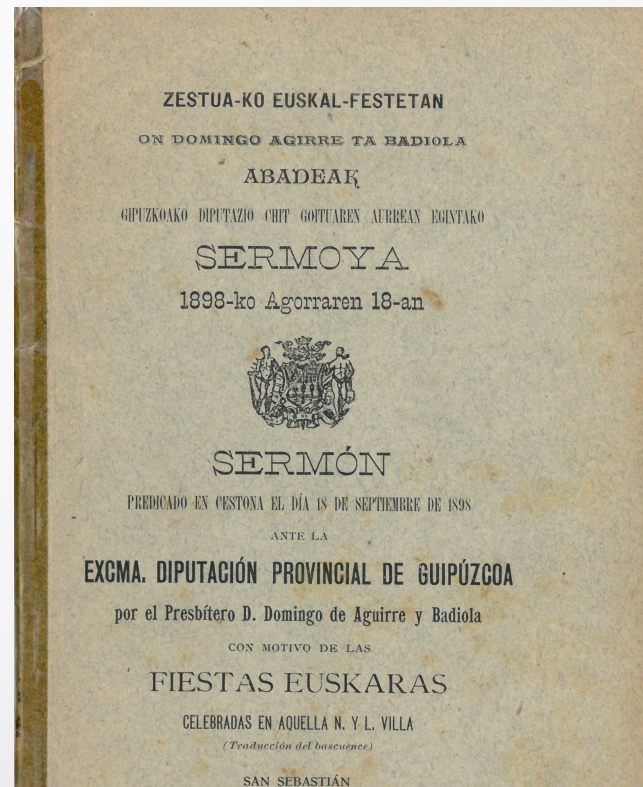 ZESTUA-KO EUSKAL-FESTETAN
ON DOMINGO AGIRRE TA BADIOLA
ABADEAK
GIPUZKOAKO DIPUTAZIO CHIT GOITUAREN AURREAN EGINTAKO
SERMOYA
1898-ko Agorraren 18-an
SERMÓN
PREDICADO EN CESTONA EL DÍA 18 DE SEPTIEMBRE DE 1898
ANTE LA
EXCMA. DIPUTACIÓN PROVINCIAL DE GUIPÚZCOA
por el Presbítero D. Domingo de Aguirre y Badiola
CON MOTIVO DE LAS
FIESTAS EUSKARAS
CELEBRADAS EN AQUELLA N. Y L. VILLA
(Traducción del bascuence)
SAN SEBASTIÁN